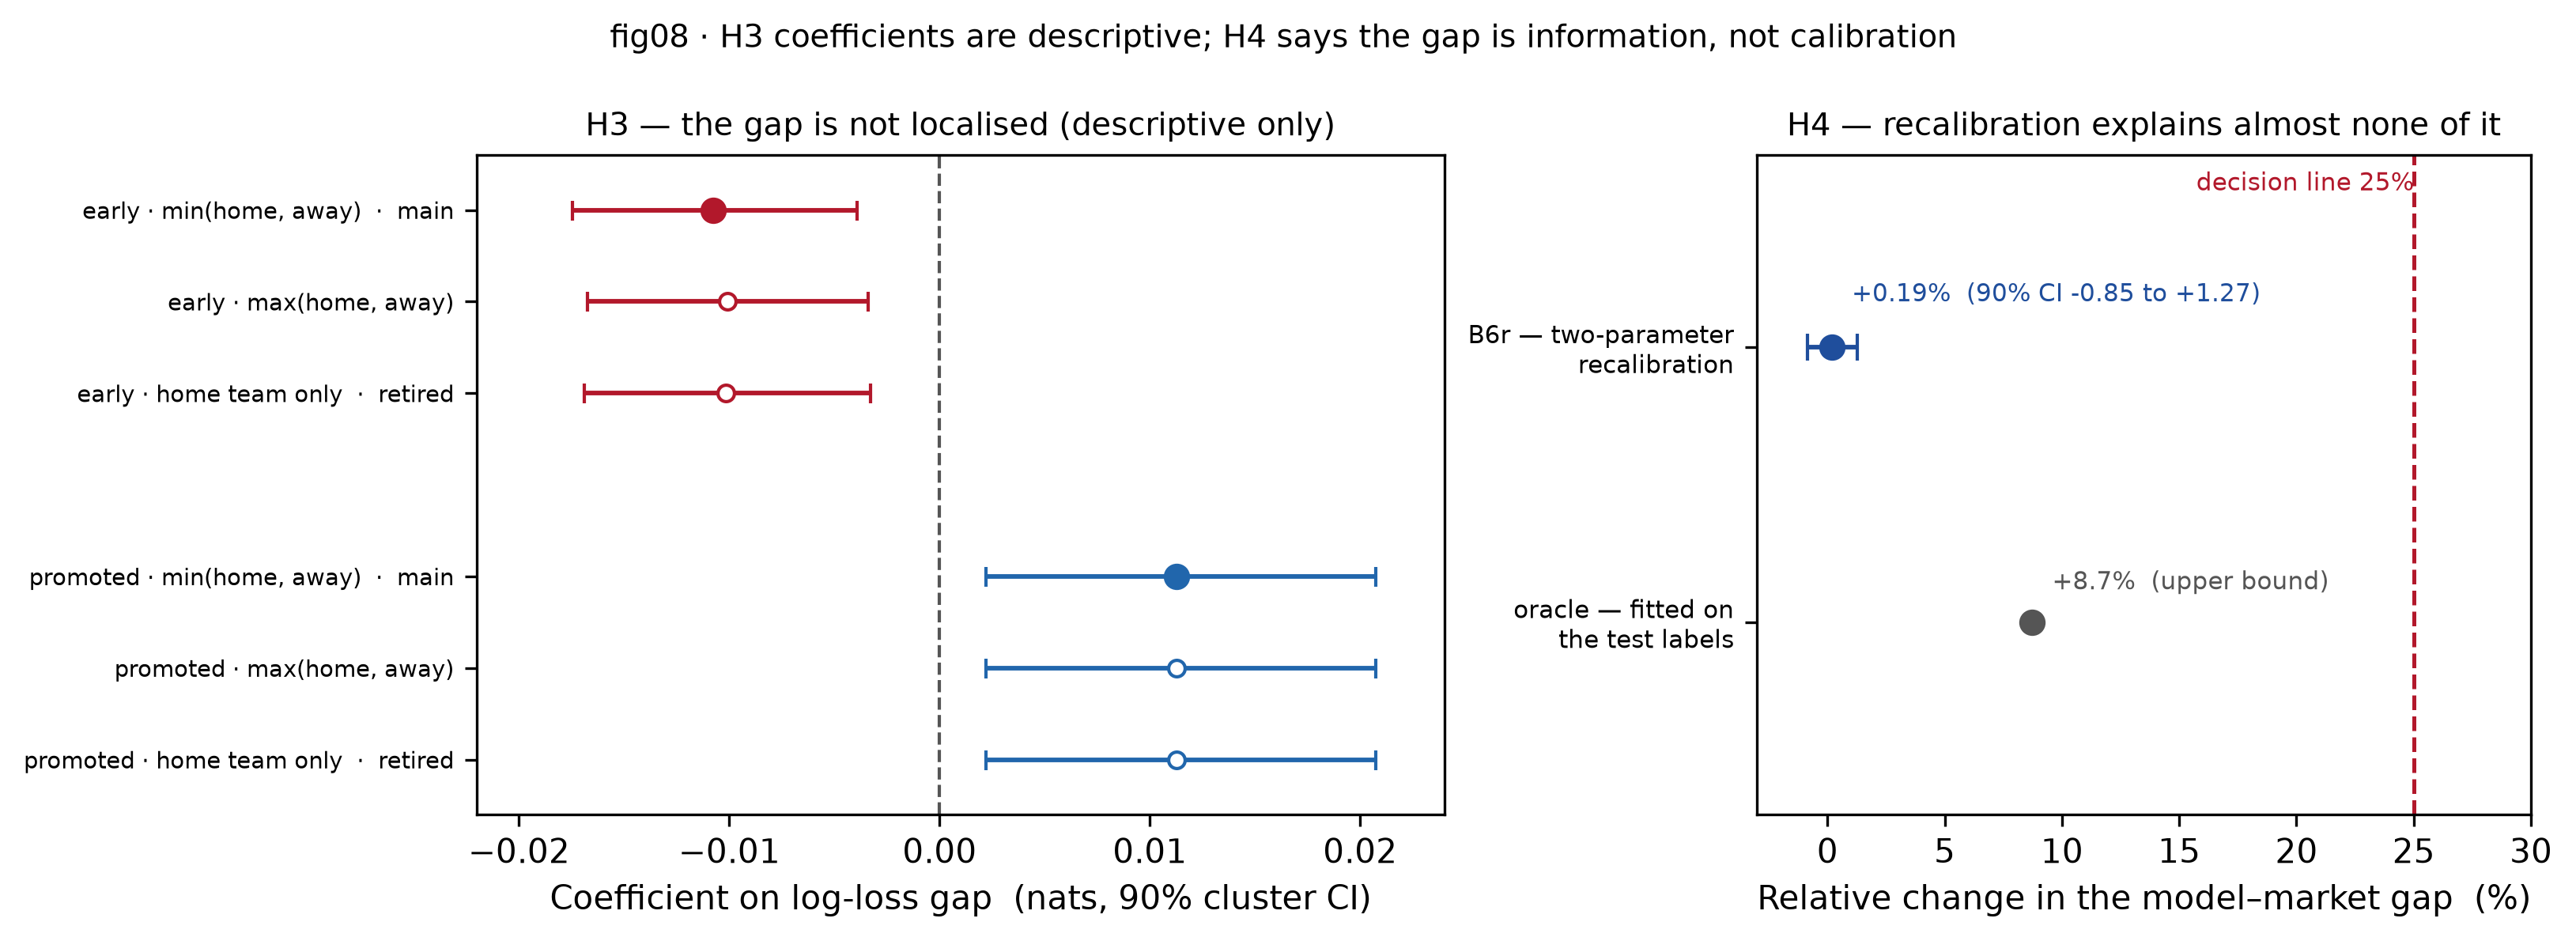 fig08 · H3 coefficients are descriptive; H4 says the gap is information, not calibration
H3 — the gap is not localised (descriptive only)
early · min(home, away)  ·  main
early · max(home, away)
early · home team only  ·  retired
promoted · min(home, away)  ·  main
promoted · max(home, away)
promoted · home team only  ·  retired
−0.02 −0.01 0.00 0.01 0.02
Coefficient on log-loss gap  (nats, 90% cluster CI)
H4 — recalibration explains almost none of it
decision line 25%
+0.19%  (90% CI -0.85 to +1.27)
B6r — two-parameter
recalibration
+8.7%  (upper bound)
oracle — fitted on
the test labels
0 5 10 15 20 25 30
Relative change in the model–market gap  (%)